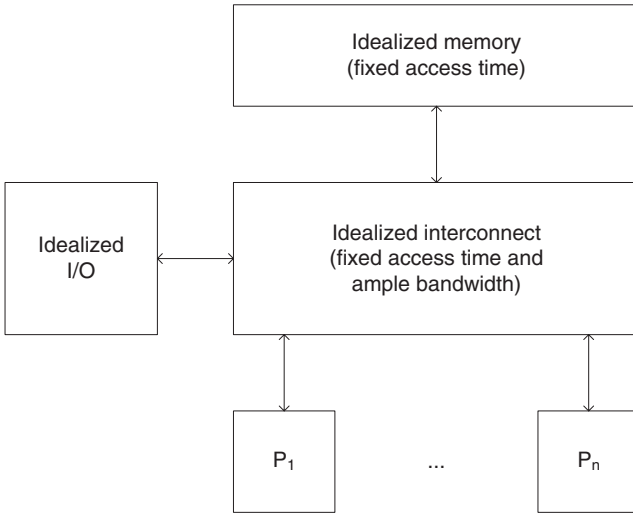 Idealized memory
(fixed access time)
Idealized
I/O
Idealized interconnect
(fixed access time and
ample bandwidth)
P1
...
Pn